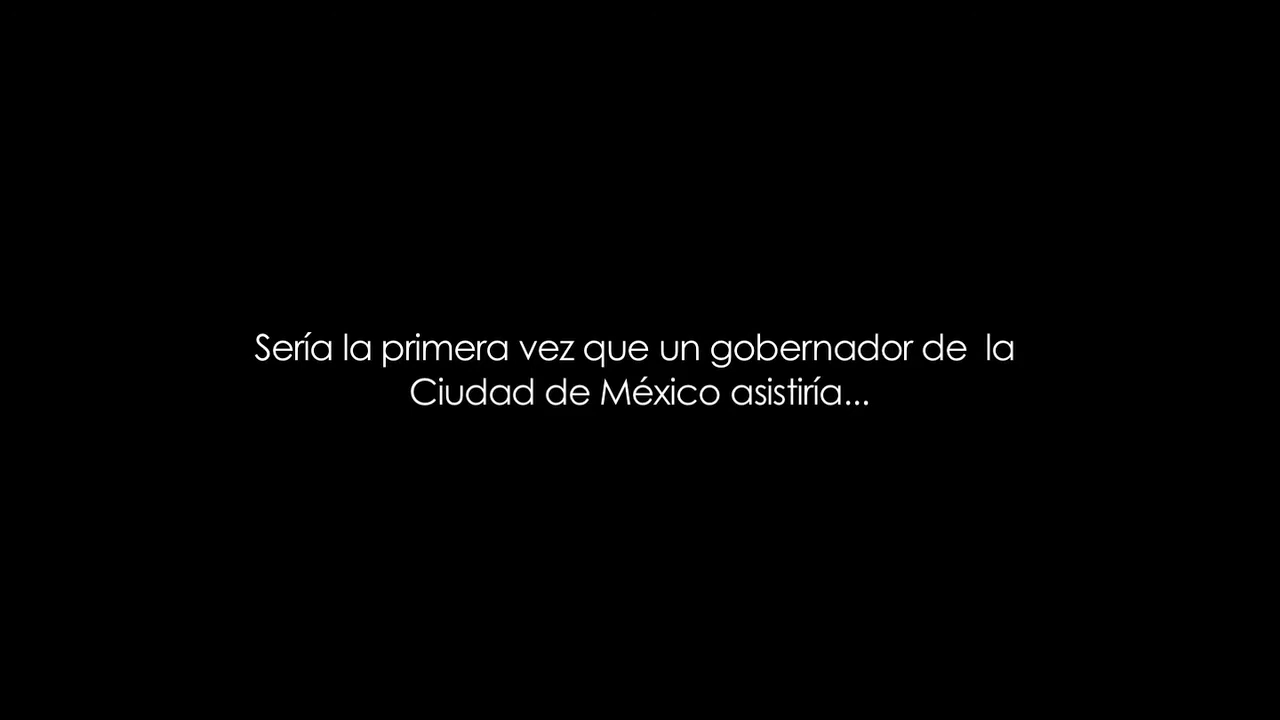 Sería la primera vez que un gobernador de  la
Ciudad de México asistiría...